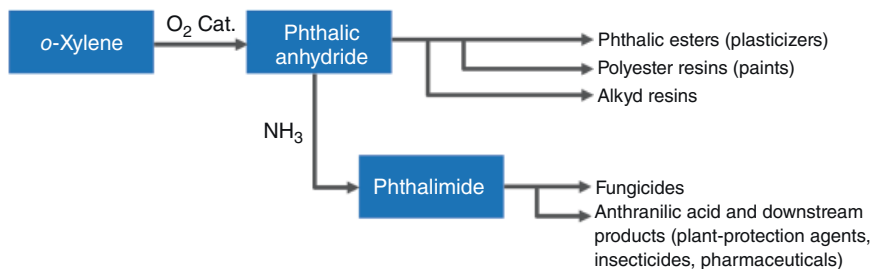 o-Xylene
O₂ Cat.
Phthalic
anhydride
Phthalic esters (plasticizers)
Polyester resins (paints)
Alkyd resins
NH₃
Phthalimide
Fungicides
Anthranilic acid and downstream
products (plant-protection agents,
insecticides, pharmaceuticals)